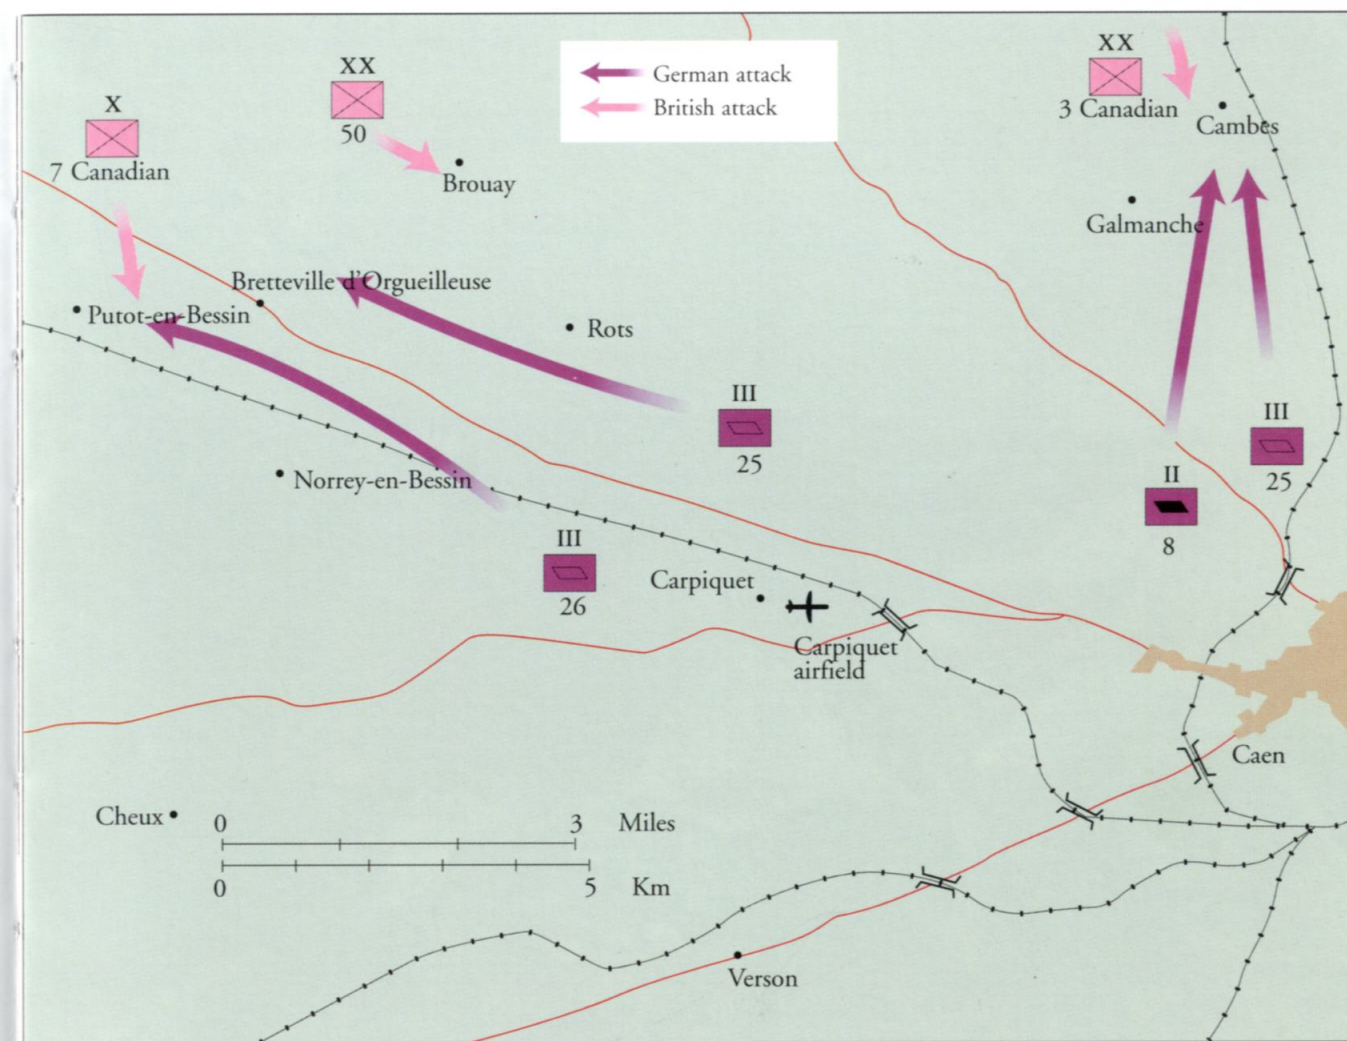 XX
XX
German attack
X
3 Canadian
British attack
50
Cambes
7 Canadian
Brouay
Galmanche
Bretteville d'Orgueilleuse
Putot-en-Bessin
Rots
III
III
25
Norrey-en-Bessin
II
25
III
8
Carpiquet
26
Carpiquet
airfield
Caen
Cheux
0 3 Miles
0 5 Km
Verson